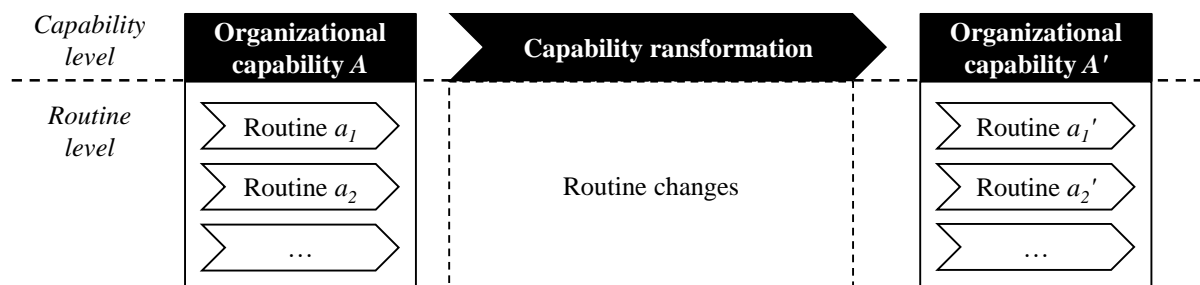 Capability
level
Organizational
capability A
Capability ransformation
Organizational
capability A'
Routine
level
Routine a1
Routine a2
…
Routine changes
Routine a1'
Routine a2'
…